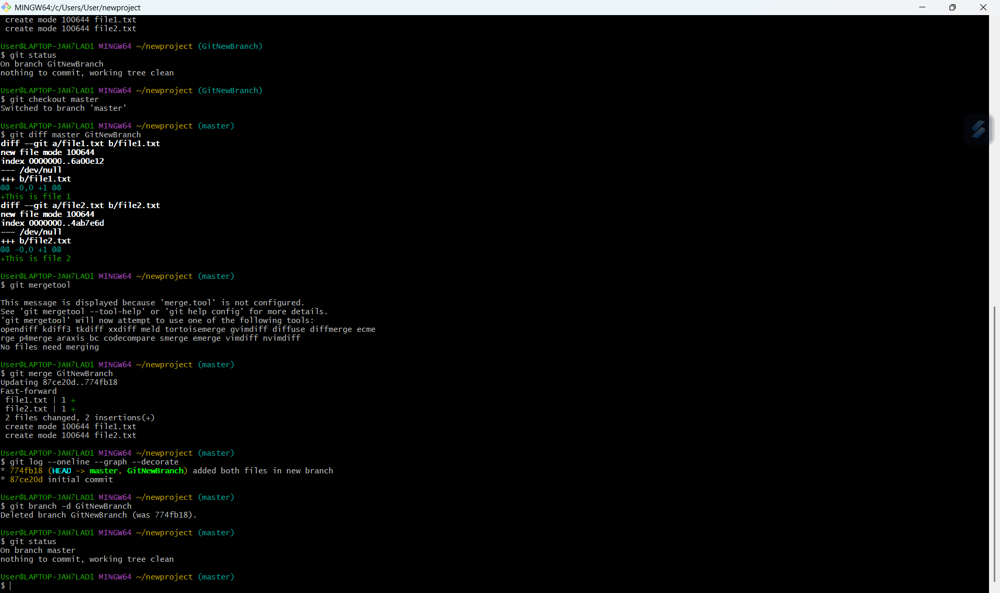 MINGW64:/c/Users/User/newproject
create mode 100644 file1.txt
create mode 100644 file2.txt
User@LAPTOP-JAH7LAD1 MINGW64 ~/newproject (GitNewBranch)
$ git status
On branch GitNewBranch
nothing to commit, working tree clean
User@LAPTOP-JAH7LAD1 MINGW64 ~/newproject (GitNewBranch)
$ git checkout master
Switched to branch 'master'
User@LAPTOP-JAH7LAD1 MINGW64 ~/newproject (master)
$ git diff master GitNewBranch
diff --git a/file1.txt b/file1.txt
new file mode 100644
index 0000000..6a00e12
--- /dev/null
+++ b/file1.txt
@@ -0,0 +1 @@
+This is file 1
diff --git a/file2.txt b/file2.txt
new file mode 100644
index 0000000..4ab7e6d
--- /dev/null
+++ b/file2.txt
@@ -0,0 +1 @@
+This is file 2
User@LAPTOP-JAH7LAD1 MINGW64 ~/newproject (master)
$ git mergetool
This message is displayed because 'merge.tool' is not configured.
See 'git mergetool --tool-help' or 'git help config' for more details.
'git mergetool' will now attempt to use one of the following tools:
opendiff kdiff3 tkdiff xxdiff meld tortoisemerge gvimdiff diffuse diffmerge ecme
rge p4merge araxis bc codecompare smerge emerge vimdiff nvimdiff
No files need merging
User@LAPTOP-JAH7LAD1 MINGW64 ~/newproject (master)
$ git merge GitNewBranch
Updating 87ce20d..774fb18
Fast-forward
file1.txt | 1 +
file2.txt | 1 +
2 files changed, 2 insertions(+)
create mode 100644 file1.txt
create mode 100644 file2.txt
User@LAPTOP-JAH7LAD1 MINGW64 ~/newproject (master)
$ git log --oneline --graph --decorate
* 774fb18 (HEAD -> master, GitNewBranch) added both files in new branch
* 87ce20d initial commit
User@LAPTOP-JAH7LAD1 MINGW64 ~/newproject (master)
$ git branch -d GitNewBranch
Deleted branch GitNewBranch (was 774fb18).
User@LAPTOP-JAH7LAD1 MINGW64 ~/newproject (master)
$ git status
On branch master
nothing to commit, working tree clean
User@LAPTOP-JAH7LAD1 MINGW64 ~/newproject (master)
$